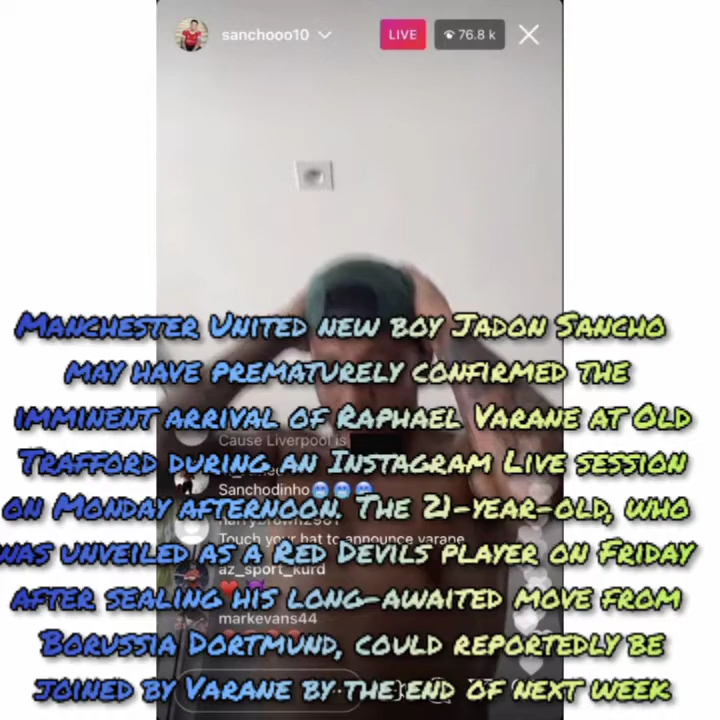 sanchooo10
LIVE
76.8 k
Manchester United new boy Jadon Sancho
may have prematurely confirmed the
imminent arrival of Raphael Varane at Old
Cause Liverpool is
Trafford during an Instagram Live session
Sanchodinho🥶🥶🥶
on Monday afternoon. The 21-year-old, who
Touch your hat to announce varane
was unveiled as a Red Devils player on Friday
az_sport_kurd
❤️😈
after sealing his long-awaited move from
markevans44
Borussia Dortmund, could reportedly be
joined by Varane by the end of next week